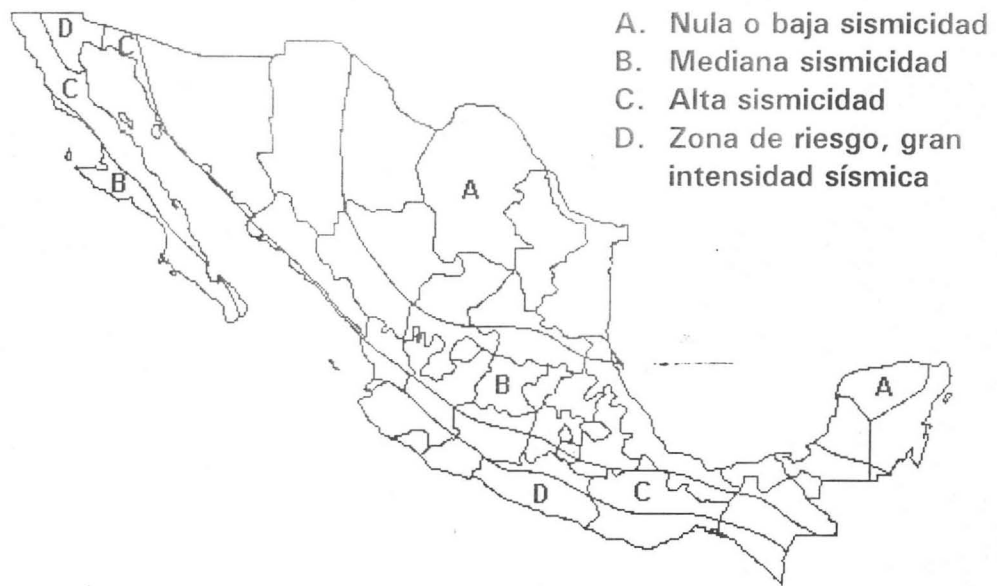 A. Nula o baja sismicidad
B. Mediana sismicidad
C. Alta sismicidad
D. Zona de riesgo, gran
intensidad sísmica
D
C
C
B
A
B
A
D
C